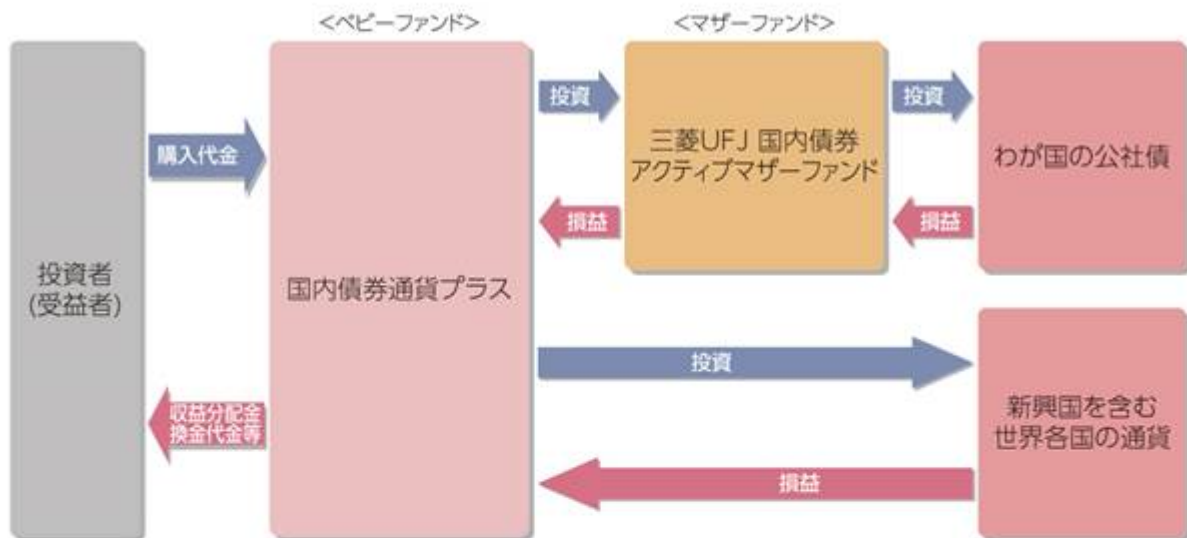 <ベビーファンド>
<マザーファンド>
投資者
(受益者)
購入代金
収益分配金
換金代金等
国内債券通貨プラス
投資
損益
三菱UFJ 国内債券
アクティブマザーファンド
投資
損益
わが国の公社債
投資
損益
新興国を含む
世界各国の通貨